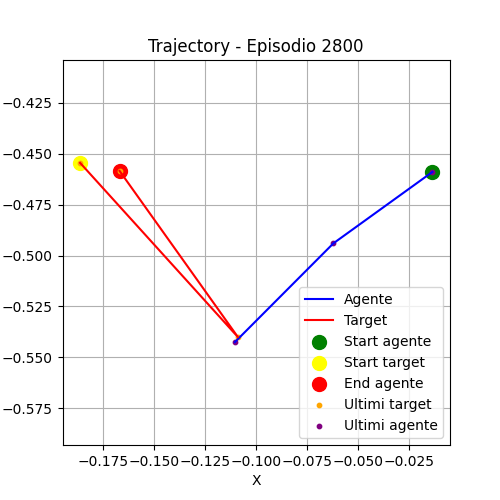 Trajectory - Episodio 2800
−0.425
−0.450
−0.475
−0.500
−0.525
−0.550
−0.575
Agente
Target
Start agente
Start target
End agente
Ultimi target
Ultimi agente
−0.175 −0.150 −0.125 −0.100 −0.075 −0.050 −0.025
X